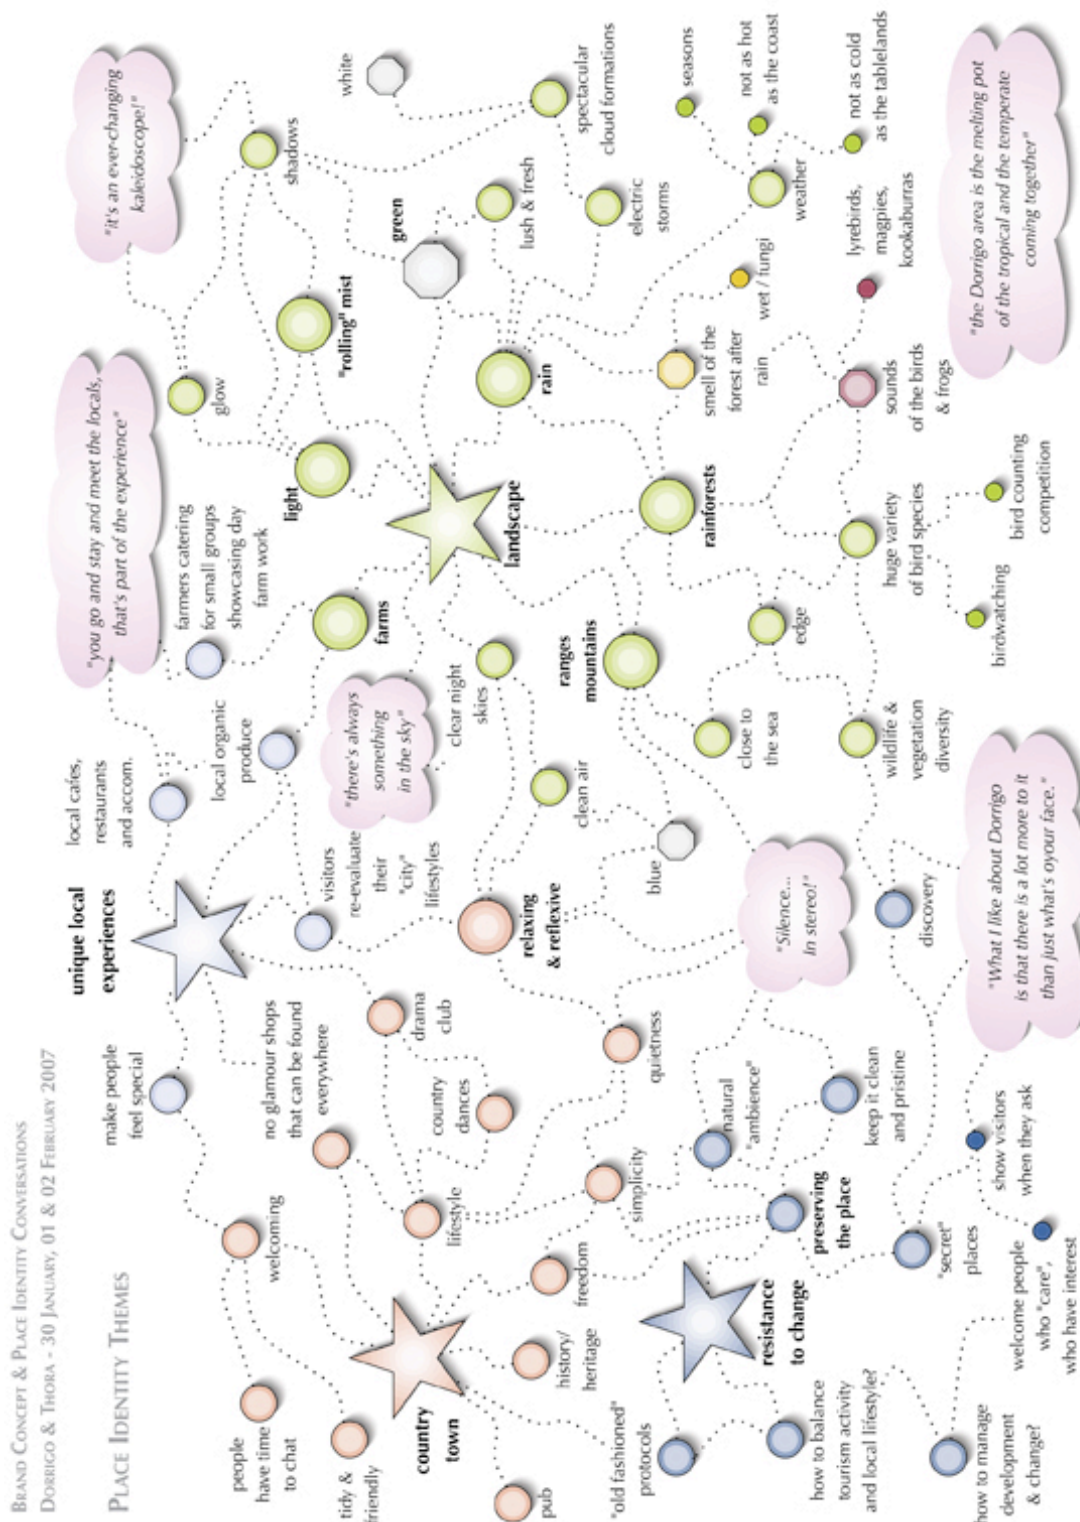 BRAND CONCEPT & PLACE IDENTITY CONVERSATIONS
DORRIGO & THORA - 30 JANUARY, 01 & 02 FEBRUARY 2007
PLACE IDENTITY THEMES
"it's an ever-changing
kaleidoscope!"
"you go and stay and meet the locals,
that's part of the experience"
local cafes,
restaurants
and accom.
unique local
experiences
make people
feel special
shadows
white
glow
farmers catering
for small groups
showcasing day
farm work
local organic
produce
visitors
re-evaluate
their
"city"
lifestyles
no glamour shops
that can be found
everywhere
welcoming
people
have time
to chat
tidy &
friendly
"rolling" mist
light
farms
"there's always
something
in the sky"
drama
club
country
dances
lifestyle
country
town
green
lush & fresh
spectacular
cloud formations
electric
storms
rain
landscape
clear night
skies
clean air
relaxing
& reflexive
quietness
simplicity
freedom
history/
heritage
pub
"old fashioned"
protocols
seasons
not as hot
as the coast
not as cold
as the tablelands
weather
wet / fungi
smell of the
forest after
rain
rainforests
ranges
mountains
close to
the sea
edge
blue
"Silence...
In stereo!"
natural
"ambience"
keep it clean
and pristine
preserving
the place
resistance
to change
how to balance
tourism activity
and local lifestyle?
lyrebirds,
magpies,
kookaburras
sounds
of the birds
& frogs
huge variety
of bird species
bird counting
competition
birdwatching
wildlife &
vegetation
diversity
discovery
"secret"
places
show visitors
when they ask
welcome people
who "care",
who have interest
how to manage
development
& change?
"the Dorrigo area is the melting pot
of the tropical and the temperate
coming together"
"What I like about Dorrigo
is that there is a lot more to it
than just what's oyour face."